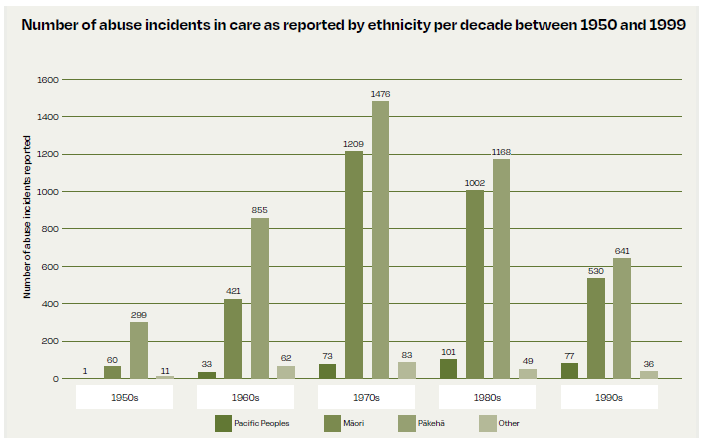 Number of abuse incidents in care as reported by ethnicity per decade between 1950 and 1999
Number of abuse incidents reported
1600
1400
1200
1000
800
600
400
200
0
1
60
299
11
33
421
855
62
73
1209
1476
83
101
1002
1168
49
77
530
641
36
1950s
1960s
1970s
1980s
1990s
Pacific Peoples
Māori
Pākehā
Other